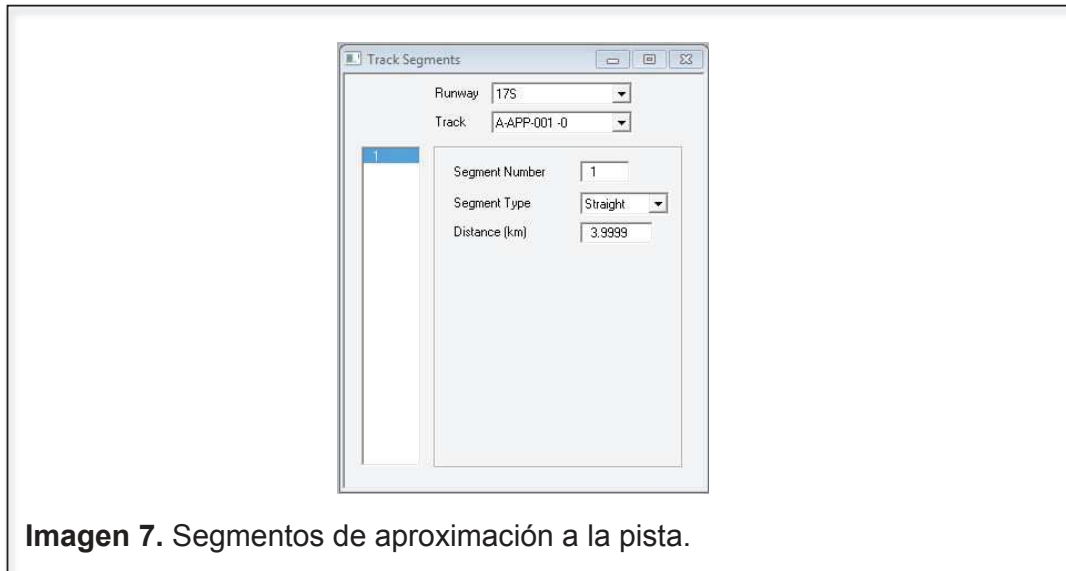 Track Segments
Runway 17S
Track A-APP-001 -0
1
Segment Number 1
Segment Type Straight
Distance (km) 3.9999
Imagen 7. Segmentos de aproximación a la pista.